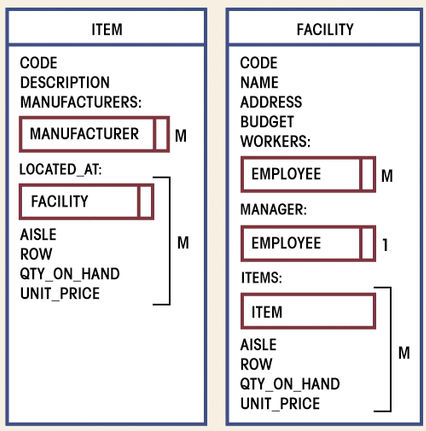 ITEM
CODE
DESCRIPTION
MANUFACTURERS:
MANUFACTURER M
LOCATED_AT:
FACILITY
M
AISLE
ROW
QTY_ON_HAND
UNIT_PRICE
FACILITY
CODE
NAME
ADDRESS
BUDGET
WORKERS:
EMPLOYEE M
MANAGER:
EMPLOYEE 1
ITEMS:
ITEM
AISLE
M
ROW
QTY_ON_HAND
UNIT_PRICE